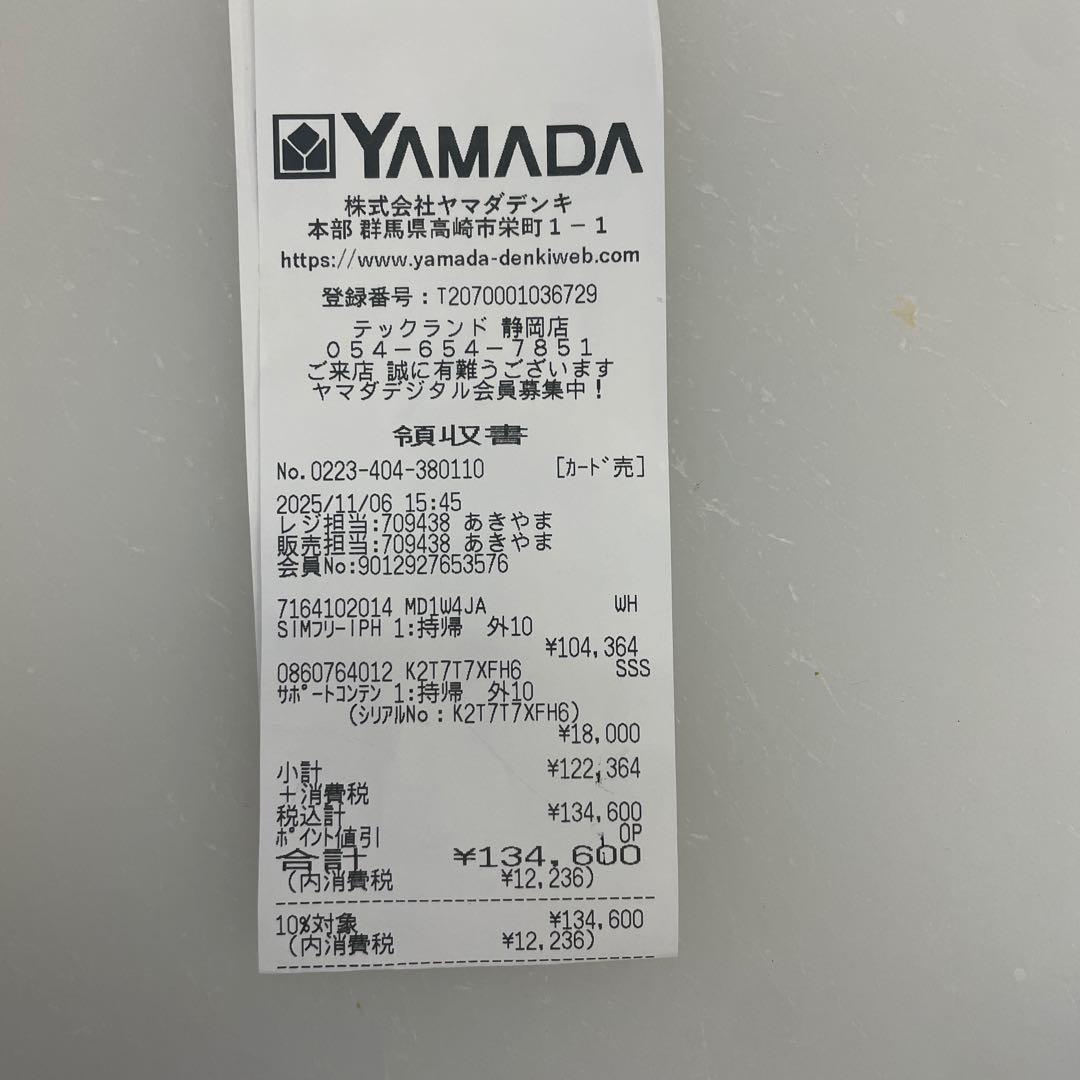 YAMADA
株式会社ヤマダデンキ
本部 群馬県高崎市栄町1-1
https://www.yamada-denkiweb.com
登録番号:T2070001036729
テックランド 静岡店
054-654-7851
ご来店 誠に有難うございます
ヤマダデジタル会員募集中!
領収書
No.0223-404-380110 [カード売]
2025/11/06 15:45
レジ担当:709438 あきやま
販売担当:709438 あきやま
会員No:9012927653576
7164102014 MD1W4JA WH
SIMフリーIPH 1:持帰 外10
¥104,364
0860764012 K2T7T7XFH6 SSS
サポートコンテン 1:持帰 外10
(シリアルNo:K2T7T7XFH6)
¥18,000
小計 ¥122,364
+消費税
税込計 ¥134,600
ポイント値引 0P
合計 ¥134,600
(内消費税 ¥12,236)
10%対象 ¥134,600
(内消費税 ¥12,236)